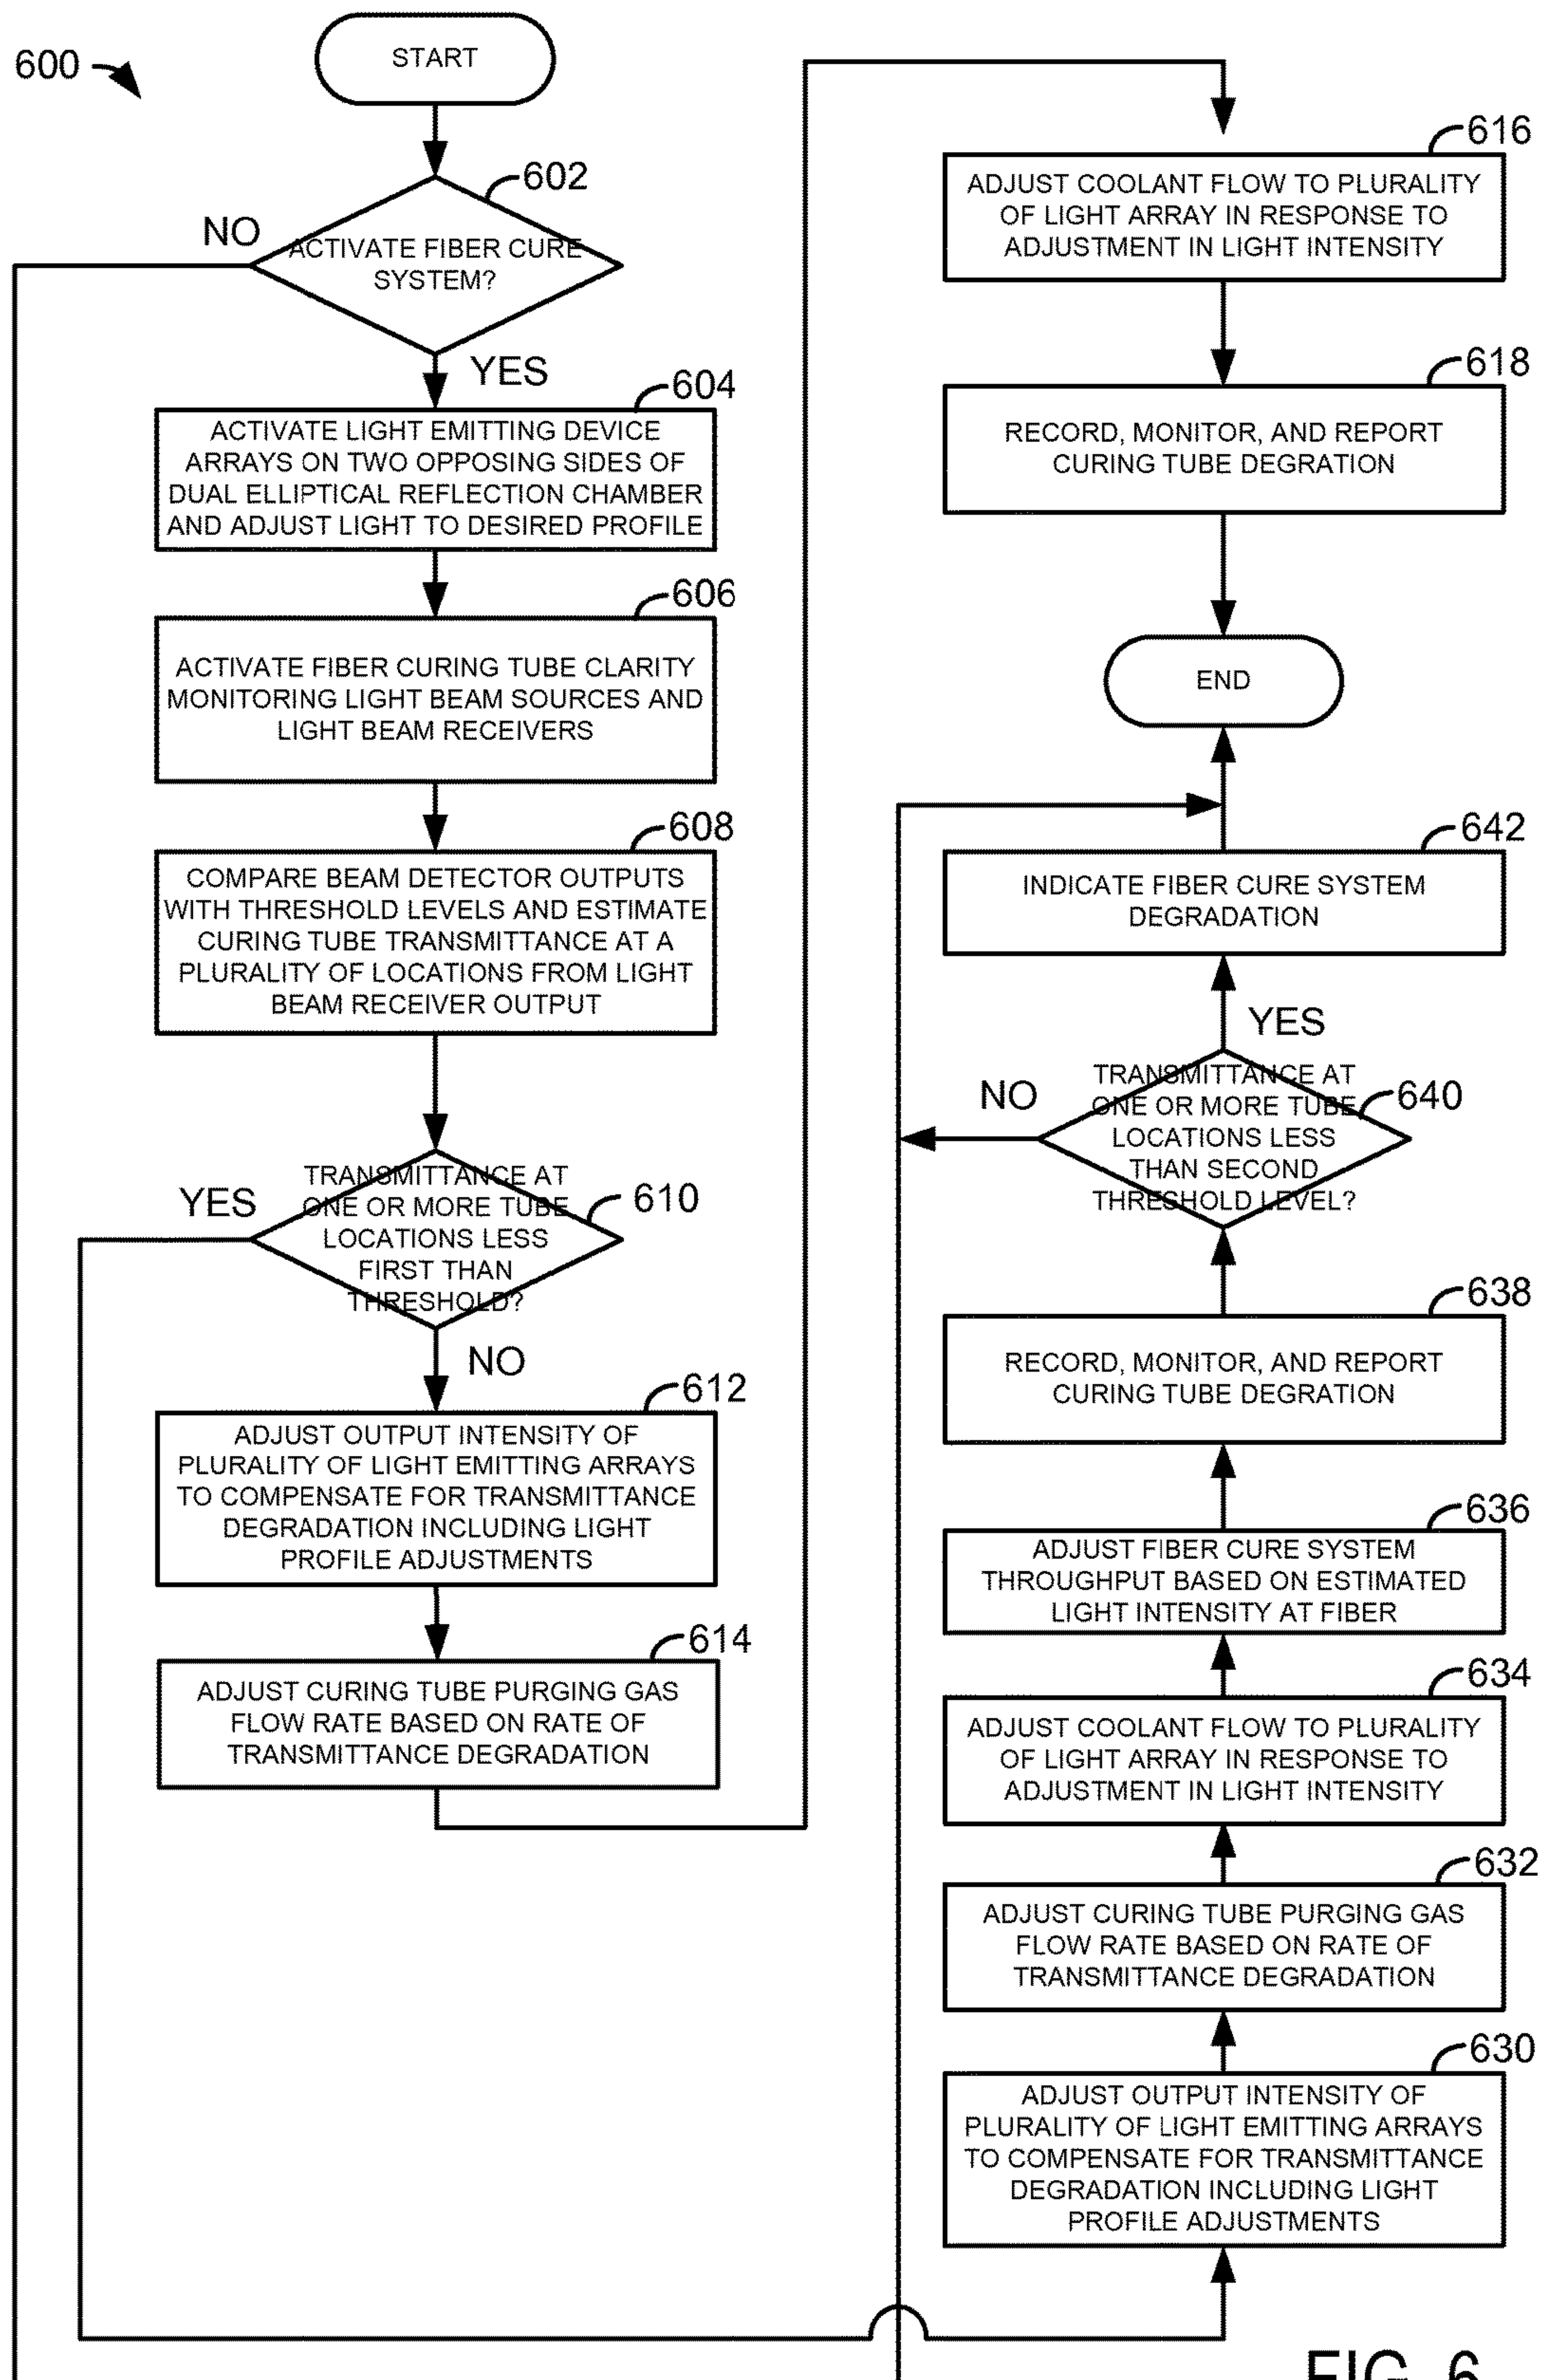 600
START
602
NO
ACTIVATE FIBER CURE
SYSTEM?
YES
604
ACTIVATE LIGHT EMITTING DEVICE
ARRAYS ON TWO OPPOSING SIDES OF
DUAL ELLIPTICAL REFLECTION CHAMBER
AND ADJUST LIGHT TO DESIRED PROFILE
606
ACTIVATE FIBER CURING TUBE CLARITY
MONITORING LIGHT BEAM SOURCES AND
LIGHT BEAM RECEIVERS
608
COMPARE BEAM DETECTOR OUTPUTS
WITH THRESHOLD LEVELS AND ESTIMATE
CURING TUBE TRANSMITTANCE AT A
PLURALITY OF LOCATIONS FROM LIGHT
BEAM RECEIVER OUTPUT
YES
TRANSMITTANCE AT
ONE OR MORE TUBE
LOCATIONS LESS
FIRST THAN
THRESHOLD?
610
NO
612
ADJUST OUTPUT INTENSITY OF
PLURALITY OF LIGHT EMITTING ARRAYS
TO COMPENSATE FOR TRANSMITTANCE
DEGRADATION INCLUDING LIGHT
PROFILE ADJUSTMENTS
614
ADJUST CURING TUBE PURGING GAS
FLOW RATE BASED ON RATE OF
TRANSMITTANCE DEGRADATION
616
ADJUST COOLANT FLOW TO PLURALITY
OF LIGHT ARRAY IN RESPONSE TO
ADJUSTMENT IN LIGHT INTENSITY
618
RECORD, MONITOR, AND REPORT
CURING TUBE DEGRATION
END
642
INDICATE FIBER CURE SYSTEM
DEGRADATION
YES
NO
TRANSMITTANCE AT
ONE OR MORE TUBE
LOCATIONS LESS
THAN SECOND
THRESHOLD LEVEL?
640
638
RECORD, MONITOR, AND REPORT
CURING TUBE DEGRATION
636
ADJUST FIBER CURE SYSTEM
THROUGHPUT BASED ON ESTIMATED
LIGHT INTENSITY AT FIBER
634
ADJUST COOLANT FLOW TO PLURALITY
OF LIGHT ARRAY IN RESPONSE TO
ADJUSTMENT IN LIGHT INTENSITY
632
ADJUST CURING TUBE PURGING GAS
FLOW RATE BASED ON RATE OF
TRANSMITTANCE DEGRADATION
630
ADJUST OUTPUT INTENSITY OF
PLURALITY OF LIGHT EMITTING ARRAYS
TO COMPENSATE FOR TRANSMITTANCE
DEGRADATION INCLUDING LIGHT
PROFILE ADJUSTMENTS
FIG. 6